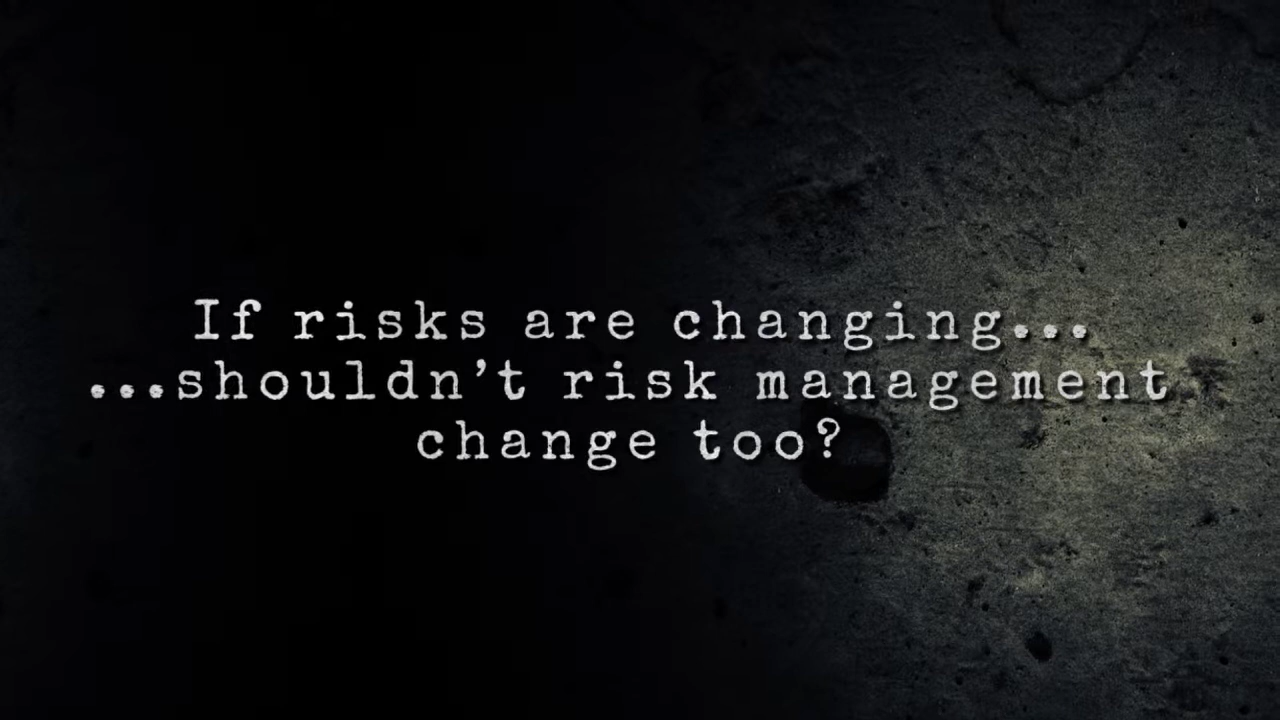 If risks are changing...
...shouldn’t risk management
change too?